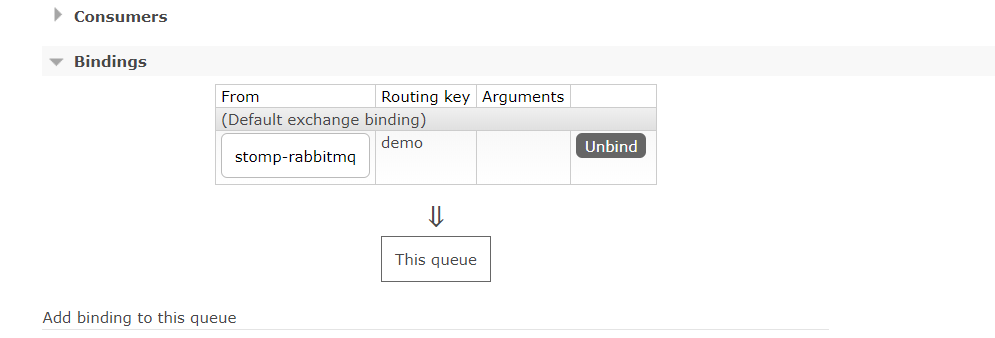 Consumers
Bindings
From Routing key Arguments
(Default exchange binding)
stomp-rabbitmq demo Unbind
⇓
This queue
Add binding to this queue